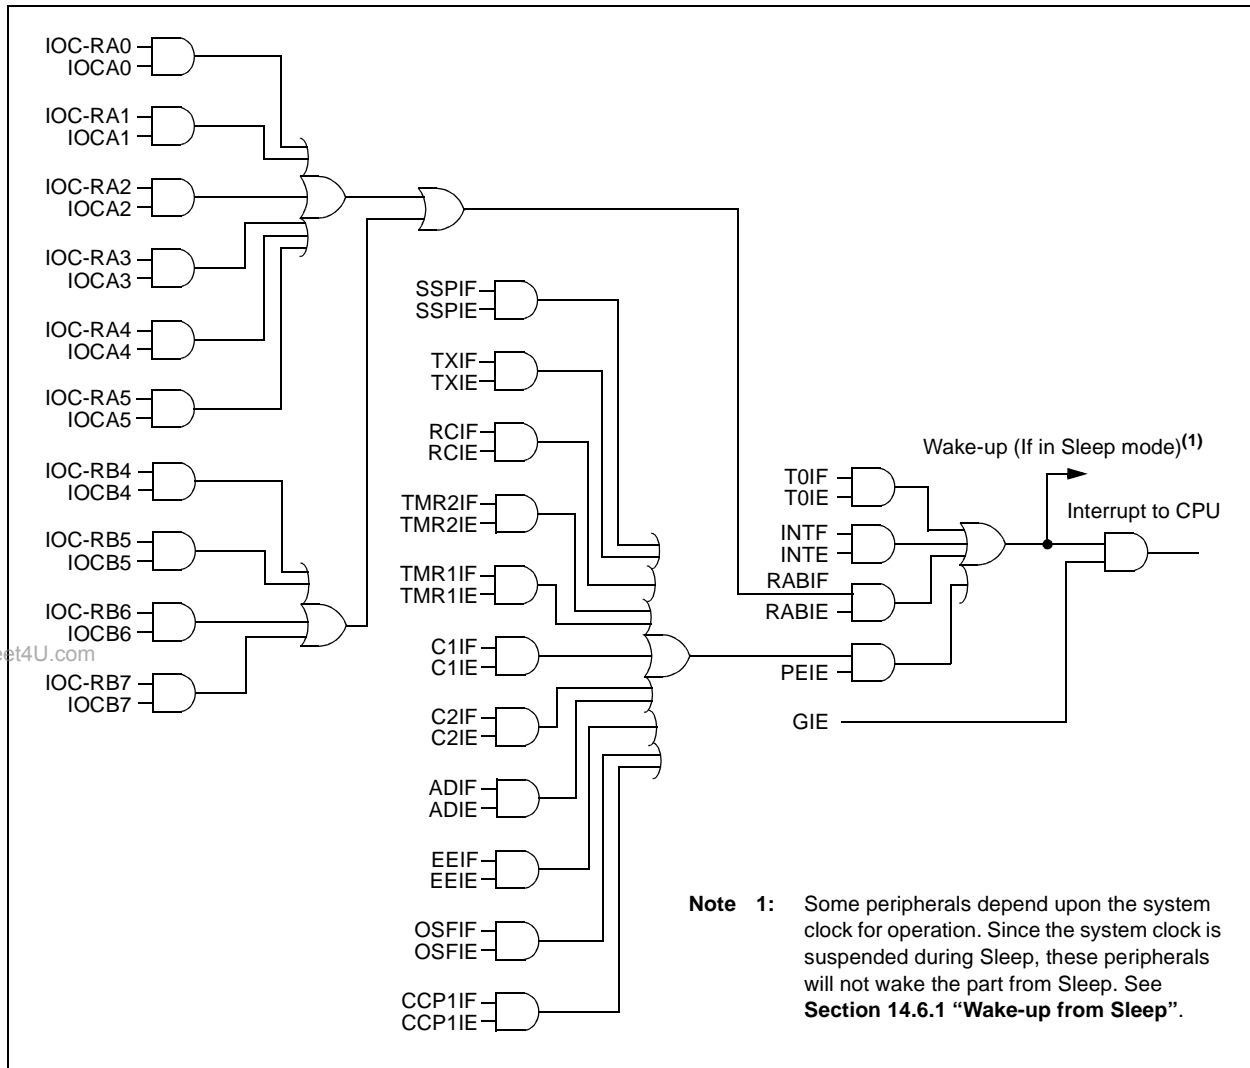 IOC-RA0
IOCA0
IOC-RA1
IOCA1
IOC-RA2
IOCA2
IOC-RA3
IOCA3
IOC-RA4
IOCA4
IOC-RA5
IOCA5
IOC-RB4
IOCB4
IOC-RB5
IOCB5
IOC-RB6
IOCB6
et4U.com
IOC-RB7
IOCB7
SSPIF
SSPIE
TXIF
TXIE
RCIF
RCIE
TMR2IF
TMR2IE
TMR1IF
TMR1IE
C1IF
C1IE
C2IF
C2IE
ADIF
ADIE
EEIF
EEIE
OSFIF
OSFIE
CCP1IF
CCP1IE
Wake-up (If in Sleep mode)(1)
T0IF
T0IE
Interrupt to CPU
INTF
INTE
RABIF
RABIE
PEIE
GIE
Note 1: Some peripherals depend upon the system
clock for operation. Since the system clock is
suspended during Sleep, these peripherals
will not wake the part from Sleep. See
Section 14.6.1 “Wake-up from Sleep”.